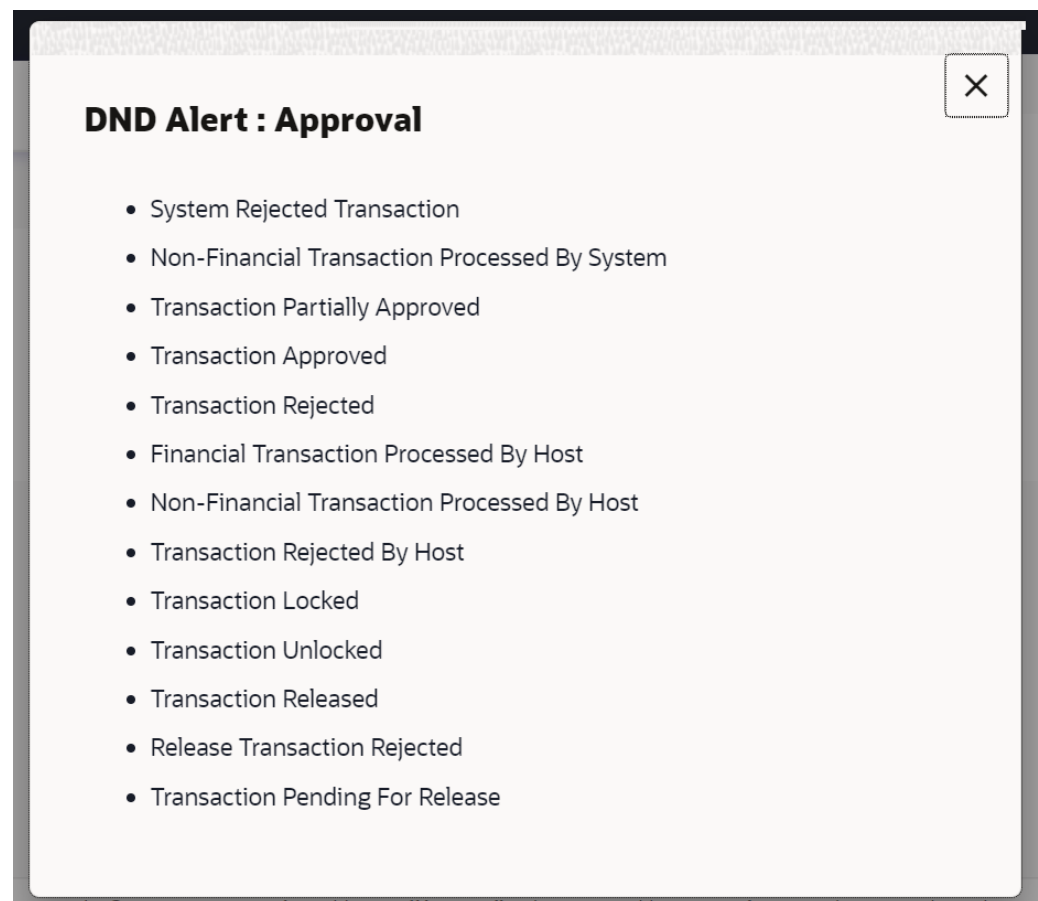 DND Alert : Approval
• System Rejected Transaction
• Non-Financial Transaction Processed By System
• Transaction Partially Approved
• Transaction Approved
• Transaction Rejected
• Financial Transaction Processed By Host
• Non-Financial Transaction Processed By Host
• Transaction Rejected By Host
• Transaction Locked
• Transaction Unlocked
• Transaction Released
• Release Transaction Rejected
• Transaction Pending For Release